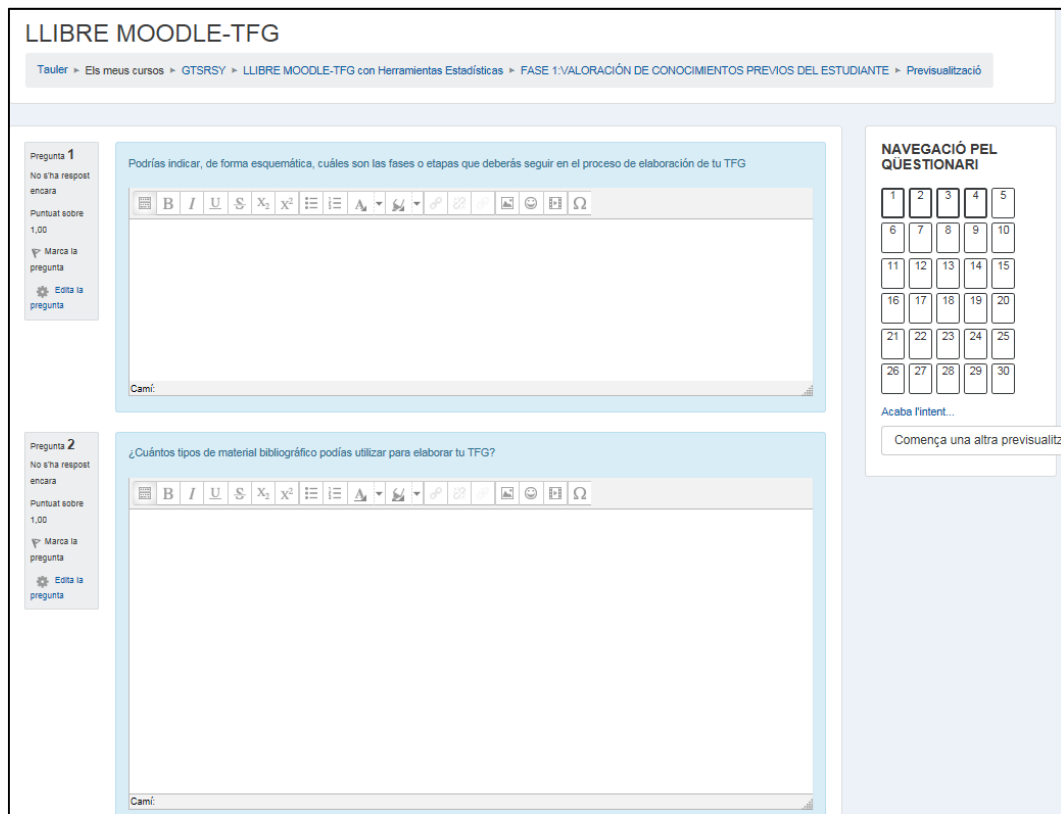 LLIBRE MOODLE-TFG
Tauler ► Els meus cursos ► GTSRSY ► LLIBRE MOODLE-TFG con Herramientas Estadísticas ► FASE 1:VALORACIÓN DE CONOCIMIENTOS PREVIOS DEL ESTUDIANTE ► Previsualització
Pregunta 1
No s'ha respost
encara
Puntuat sobre
1,00
Marca la
pregunta
Edita la
pregunta
Podrías indicar, de forma esquemática, cuáles son las fases o etapas que deberás seguir en el proceso de elaboración de tu TFG
B I U S X₂ X² A Ω
Camí:
Pregunta 2
No s'ha respost
encara
Puntuat sobre
1,00
Marca la
pregunta
Edita la
pregunta
¿Cuántos tipos de material bibliográfico podías utilizar para elaborar tu TFG?
B I U S X₂ X² A Ω
Camí:
NAVEGACIÓ PEL
QÜESTIONARI
1 2 3 4 5
6 7 8 9 10
11 12 13 14 15
16 17 18 19 20
21 22 23 24 25
26 27 28 29 30
Acaba l'intent...
Comença una altra previsualitz